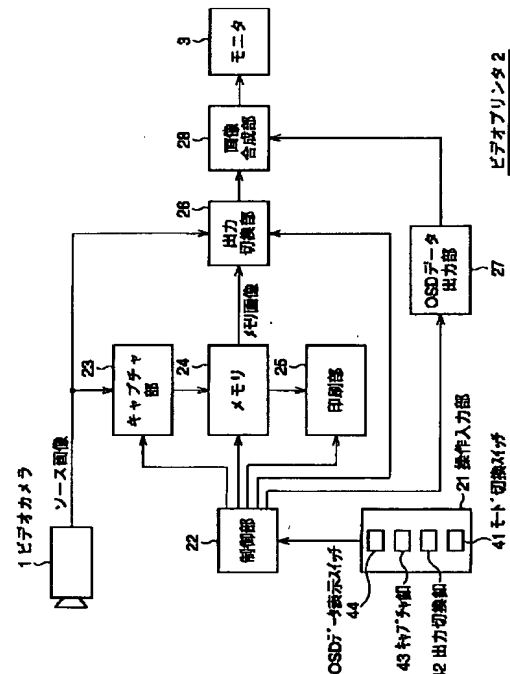 1 ビデオカメラ
ソース画像
23
キャプチャ
部
24
メモリ
25
印刷部
メモリ画像
26
出力
切換部
28
画像
合成部
3
モニタ
22
制御部
OSDデータ
出力部
27
21 操作入力部
OSDデータ表示スイッチ
44
43 キャプチャ釦
42 出力切換釦
41 モード切換スイッチ
ビデオプリンタ 2